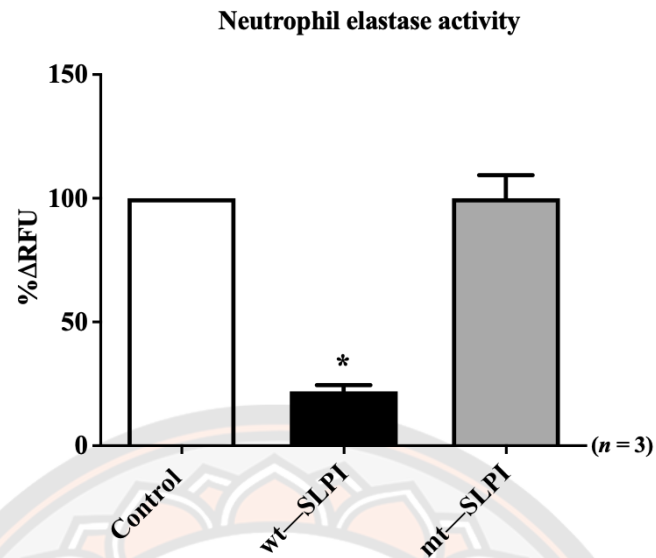 Neutrophil elastase activity
150
100
50
0
%ΔRFU
*
(n = 3)
Control
wt—SLPI
mt—SLPI